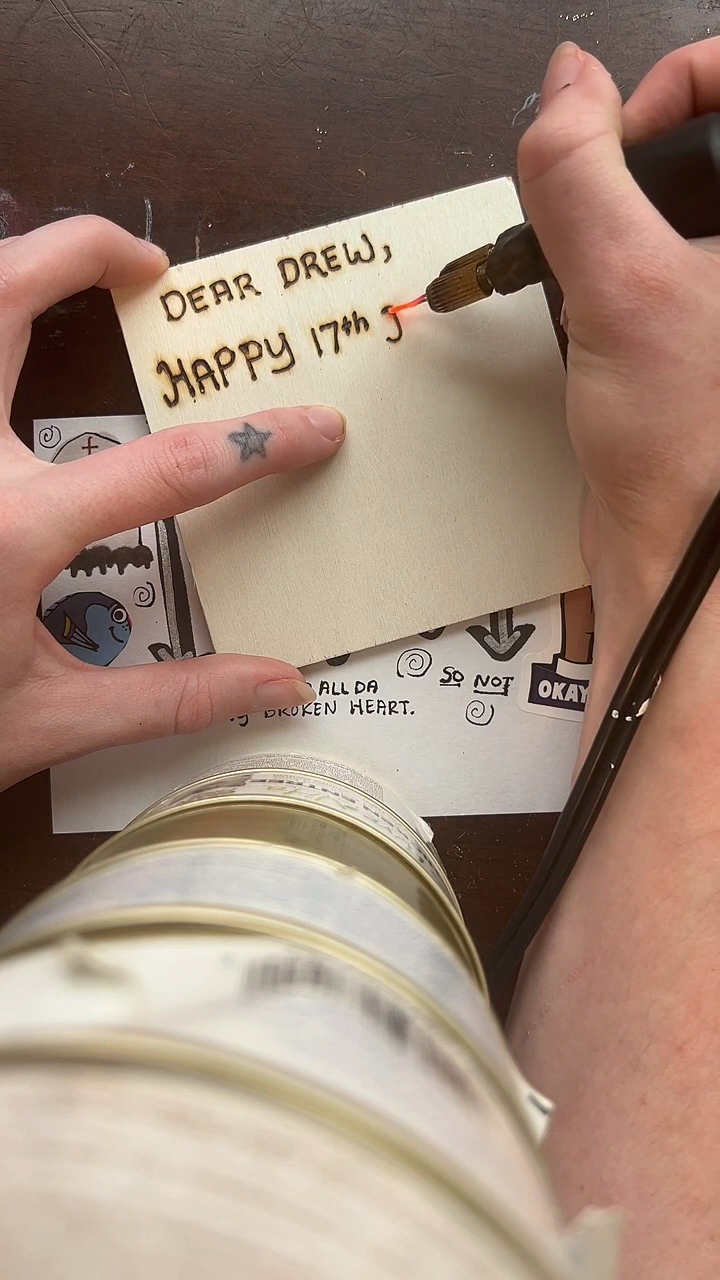 DEAR DREW,
HAPPY 17th
ALL DA
BROKEN HEART.
SO NOT
OKAY